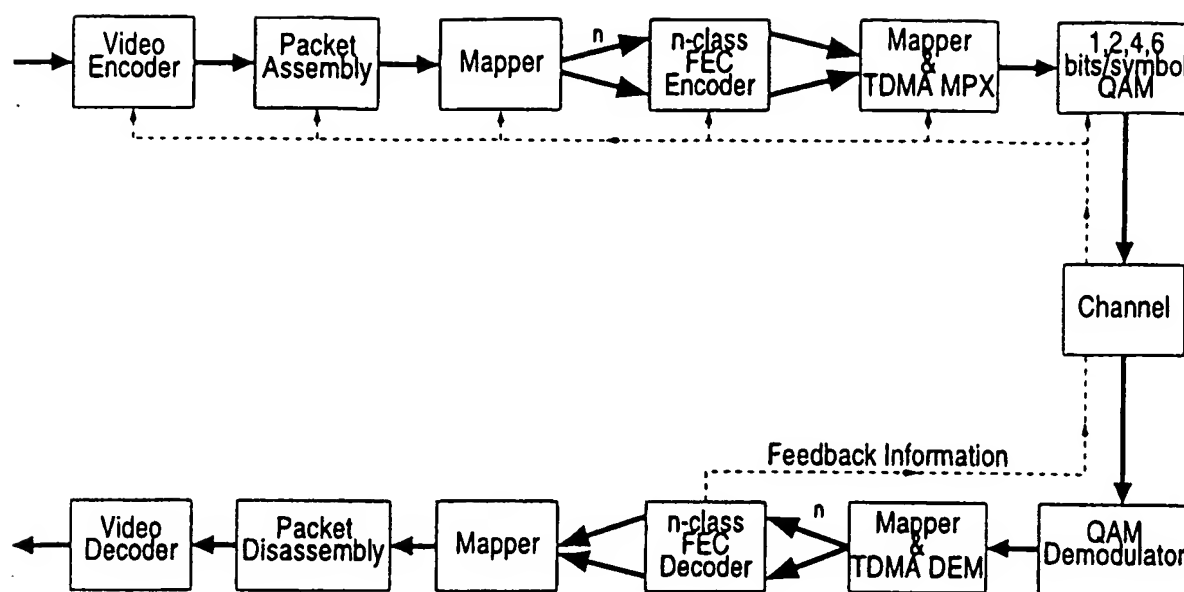 Video
Encoder
Packet
Assembly
Mapper
n
n-class
FEC
Encoder
Mapper
&
TDMA MPX
1,2,4,6
bits/symbol
QAM
Channel
Feedback Information
Video
Decoder
Packet
Disassembly
Mapper
n-class
FEC
Decoder
n
Mapper
&
TDMA DEM
QAM
Demodulator